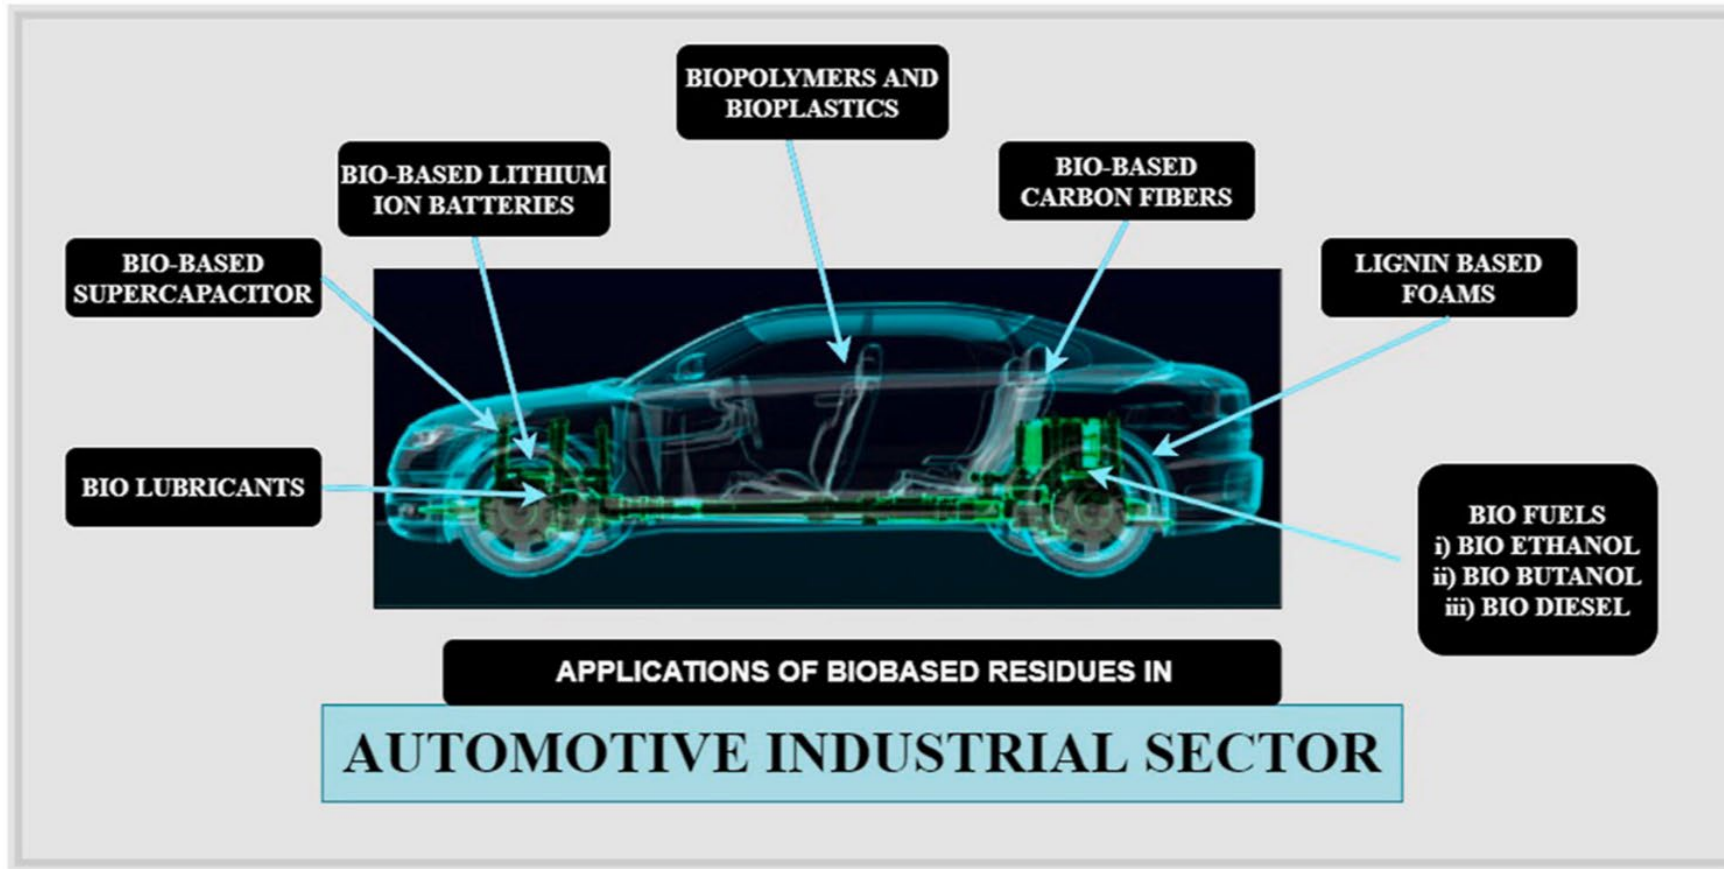 BIOPOLYMERS AND
BIOPLASTICS
BIO-BASED LITHIUM
ION BATTERIES
BIO-BASED
CARBON FIBERS
BIO-BASED
SUPERCAPACITOR
LIGNIN BASED
FOAMS
BIO LUBRICANTS
BIO FUELS
i) BIO ETHANOL
ii) BIO BUTANOL
iii) BIO DIESEL
APPLICATIONS OF BIOBASED RESIDUES IN
AUTOMOTIVE INDUSTRIAL SECTOR